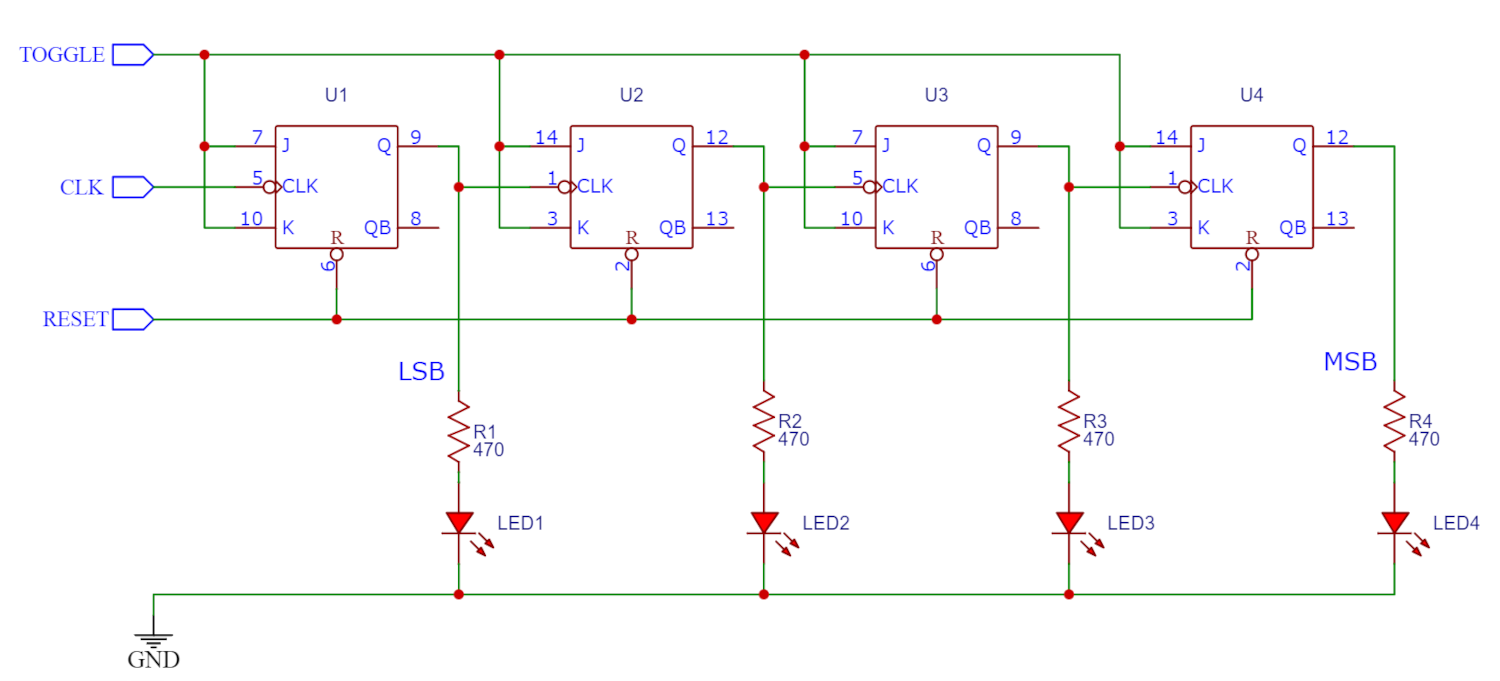 TOGGLE
U1
U2
U3
U4
7 J Q 9
14 J Q 12
7 J Q 9
14 J Q 12
CLK
5 CLK
1 CLK
5 CLK
1 CLK
10 K QB 8
3 K QB 13
10 K QB 8
3 K QB 13
R
R
R
R
6
2
6
2
RESET
LSB
MSB
R1
470
R2
470
R3
470
R4
470
LED1
LED2
LED3
LED4
GND